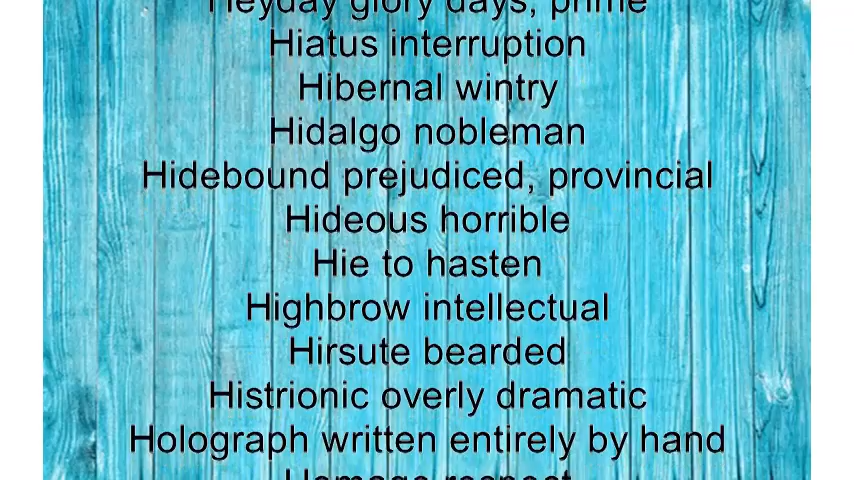 Heyday glory days, prime
Hiatus interruption
Hibernal wintry
Hidalgo nobleman
Hidebound prejudiced, provincial
Hideous horrible
Hie to hasten
Highbrow intellectual
Hirsute bearded
Histrionic overly dramatic
Holograph written entirely by hand
Homage respect